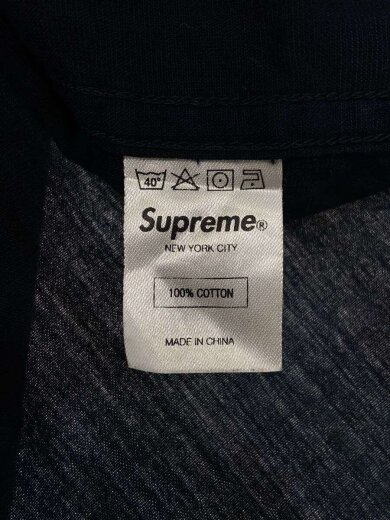 40°
Supreme®
NEW YORK CITY
100% COTTON
MADE IN CHINA